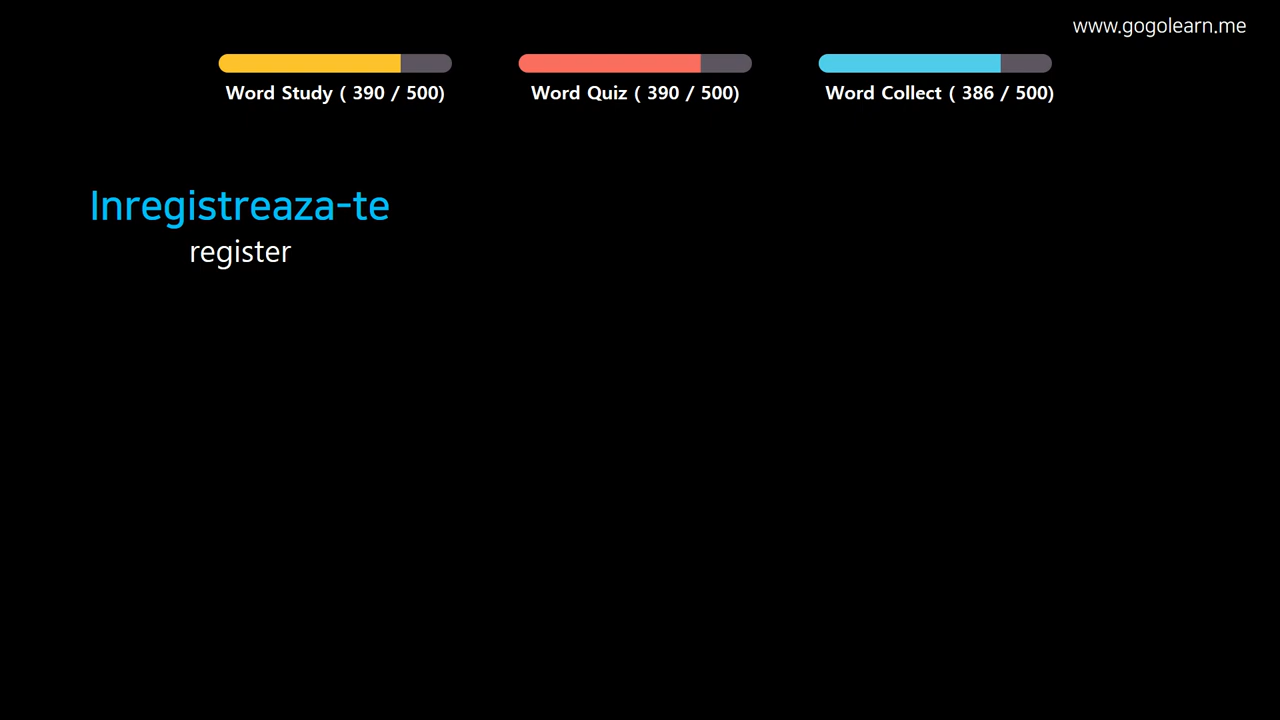 www.gogolearn.me
Word Study ( 390 / 500)
Word Quiz ( 390 / 500)
Word Collect ( 386 / 500)
Inregistreaza-te
register